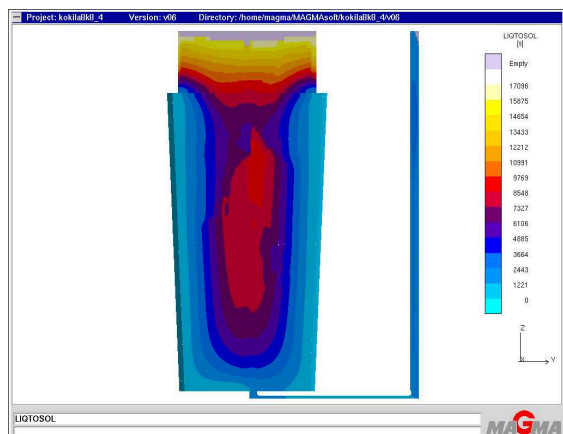 Project: kokila8k8_4 Version: v06 Directory: /home/magma/MAGMAsoft/kokila8k8_4/v06
LIQTOSOL
[s]
Empty
17096
15875
14654
13433
12212
10991
9769
8548
7327
6106
4885
3664
2443
1221
0
Z
X
Y
LIQTOSOL
MAGMA